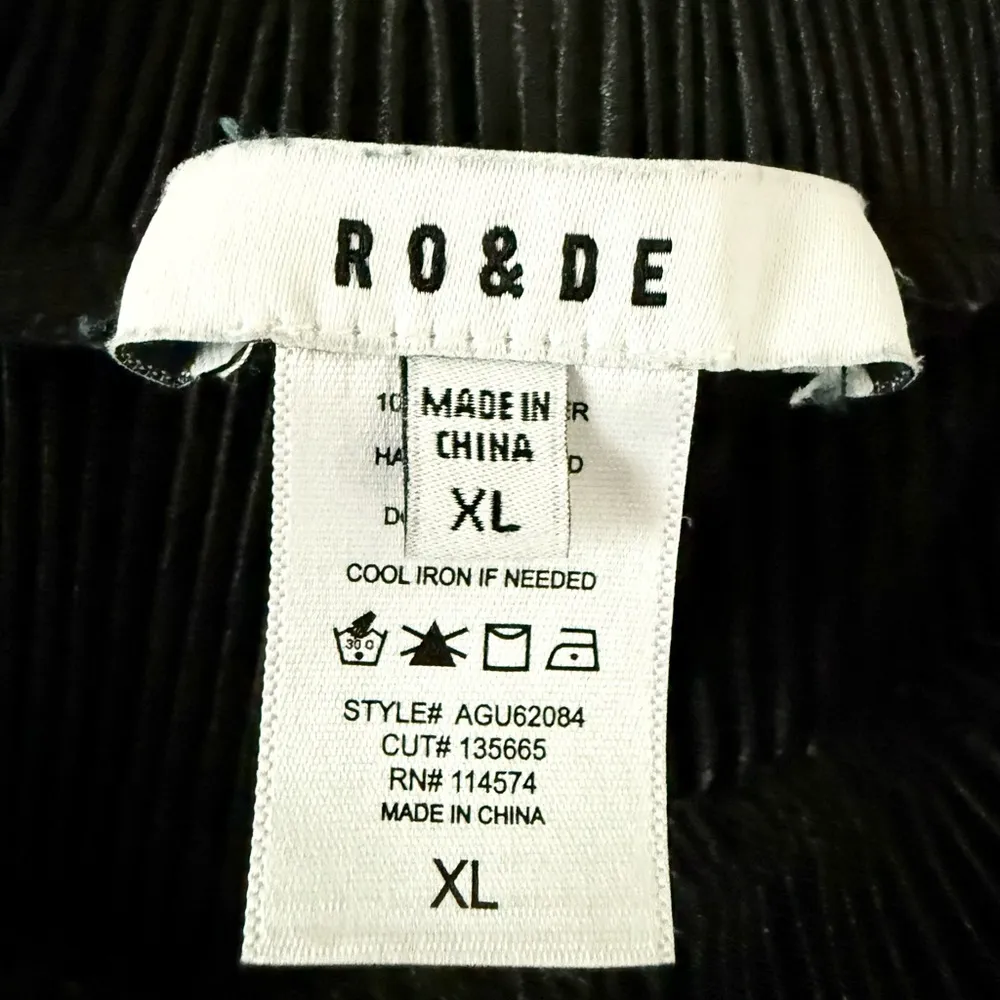 RO&DE
MADE IN
CHINA
XL
COOL IRON IF NEEDED
30
STYLE# AGU62084
CUT# 135665
RN# 114574
MADE IN CHINA
XL